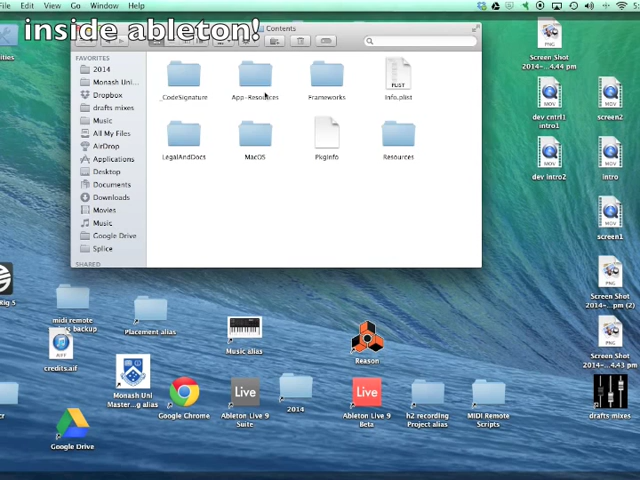 File Edit View Go Window Help
inside ableton!
Contents
FAVORITES
2014
Monash Uni...
Dropbox
drafts mixes
Music
All My Files
AirDrop
Applications
Desktop
Documents
Downloads
Movies
Music
Google Drive
Splice
SHARED
_CodeSignature
App-Resources
Frameworks
Info.plist
PLIST
LegalAndDocs
MacOS
PkgInfo
Resources
Screen Shot
2014-...4.44 pm
dev cntrl1
intro1
screen2
dev intro2
intro
screen1
Screen Shot
2014-...pm (2)
Screen Shot
2014-...4.43 pm
drafts mixes
midi remote
backup
Placement alias
Music alias
Reason
credits.aif
Monash Uni
Master...g alias
Google Chrome
Live
Ableton Live 9
Suite
2014
Live
Ableton Live 9
Beta
h2 recording
Project alias
MIDI Remote
Scripts
Google Drive